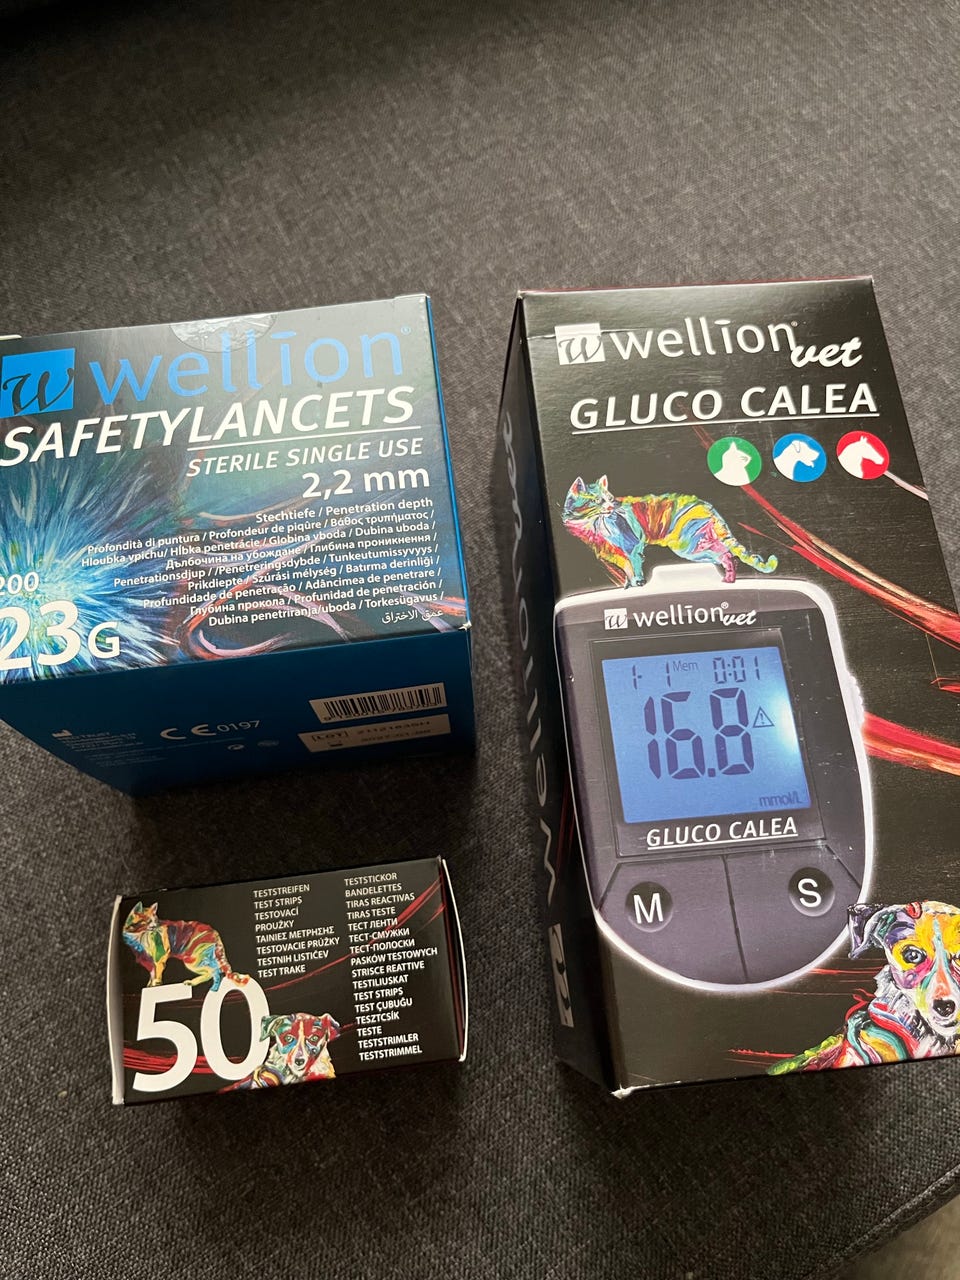 wellion®
SAFETYLANCETS
STERILE SINGLE USE
2,2 mm
Stechtiefe / Penetration depth
Profondità di puntura / Profondeur de piqûre / Βάθος τρυπήματος /
Hloubka vpichu / Hĺbka penetrácie / Globina vboda / Dubina uboda /
Дълбочина на убождане / Глибина проникнення /
Penetrationsdjup / /Penetreringsdybde / Tunkeutumissyvyys /
Prikdiepte / Szúrási mélység / Batırma derinliği /
Profundidade de penetração / Adâncimea de penetrare /
Глубина прокола / Profunidad de penetración /
Dubina penetriranja/uboda / Torkesügavus /
عمق الاختراق
200
23G
CE 0197
LOT
wellion® vet
GLUCO CALEA
wellion® vet
1- 1 Mem 0:01
16.8
mmol/L
GLUCO CALEA
M S
wellion
50
TESTSTREIFEN
TEST STRIPS
TESTOVACÍ
PROUŽKY
ΤΑΙΝΙΕΣ ΜΕΤΡΗΣΗΣ
TESTOVACIE PRÚŽKY
TESTNIH LISTIČEV
TEST TRAKE
TESTSTICKOR
BANDELETTES
TIRAS REACTIVAS
TIRAS TESTE
ТЕСТ ЛЕНТИ
ТЕСТ-СМУЖКИ
ТЕСТ-ПОЛОСКИ
PASKÓW TESTOWYCH
STRISCE REATTIVE
TESTILIUSKAT
TEST STRIPS
TEST ÇUBUĞU
TESZTCSÍK
TESTE
TESTSTRIMLER
TESTSTRIMMEL